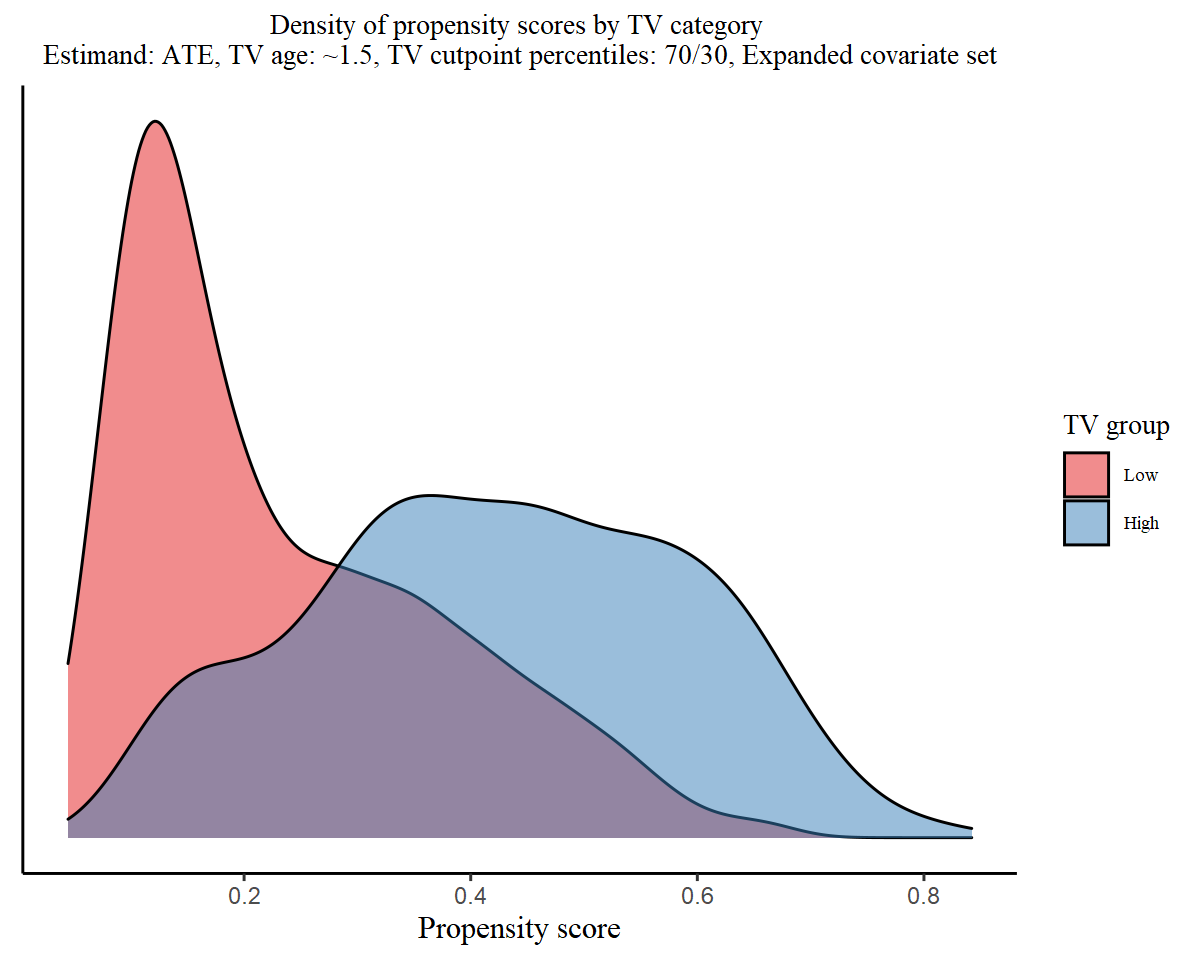 Density of propensity scores by TV category
Estimand: ATE, TV age: ~1.5, TV cutpoint percentiles: 70/30, Expanded covariate set
TV group
Low
High
0.2 0.4 0.6 0.8
Propensity score